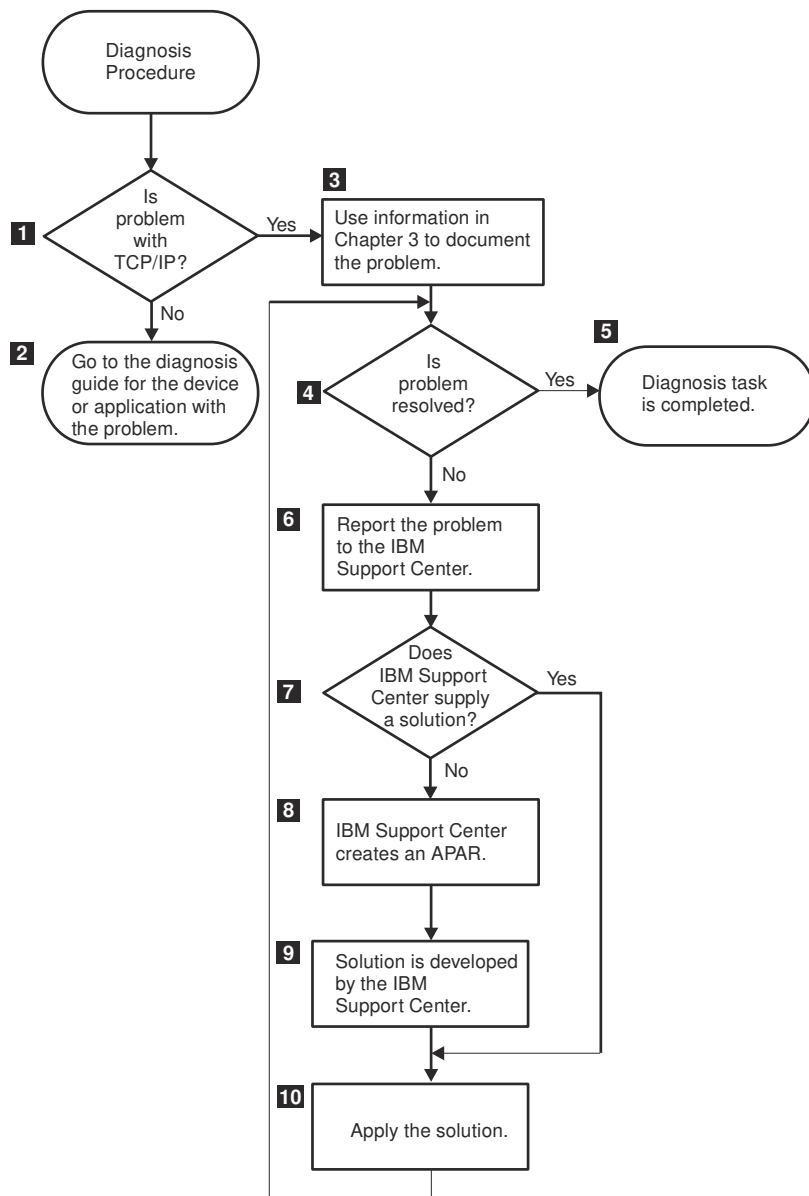 Diagnosis
Procedure
1
Is
problem
with
TCP/IP?
Yes
No
2
Go to the diagnosis
guide for the device
or application with
the problem.
3
Use information in
Chapter 3 to document
the problem.
4
Is
problem
resolved?
Yes
No
5
Diagnosis task
is completed.
6
Report the problem
to the IBM
Support Center.
7
Does
IBM Support
Center supply
a solution?
Yes
No
8
IBM Support Center
creates an APAR.
9
Solution is developed
by the IBM
Support Center.
10
Apply the solution.